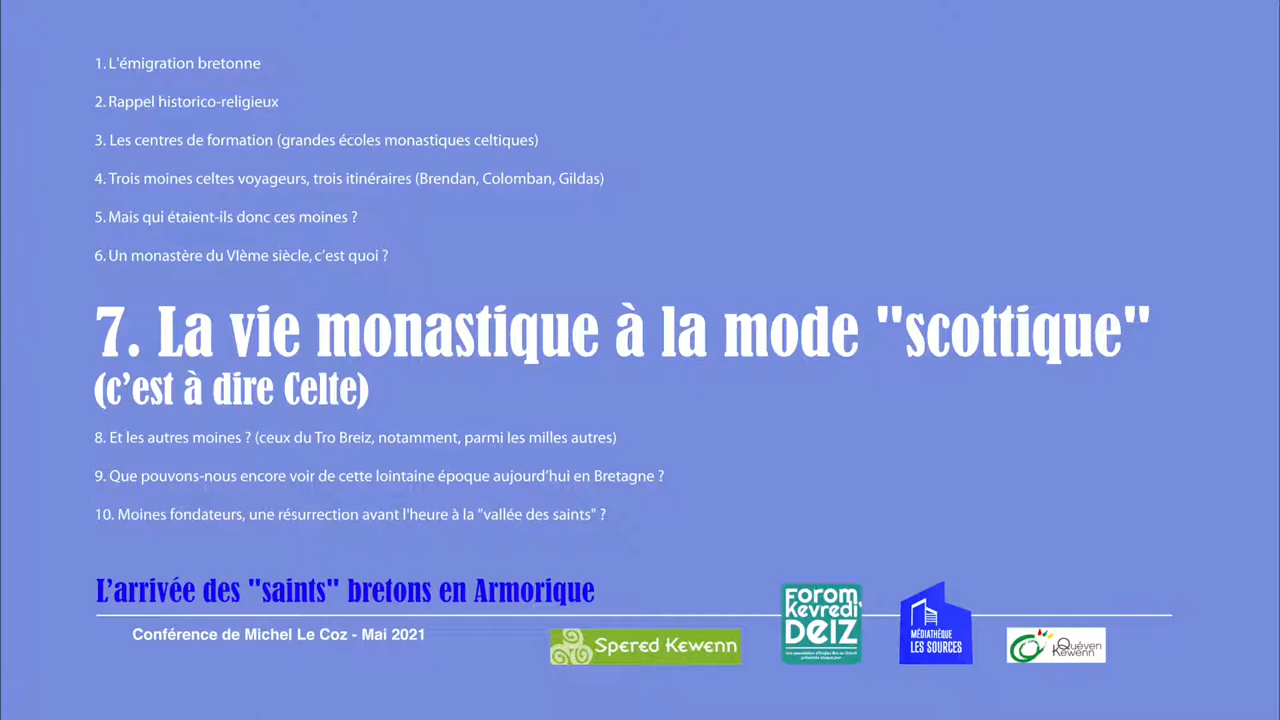 1. L'émigration bretonne
2. Rappel historico-religieux
3. Les centres de formation (grandes écoles monastiques celtiques)
4. Trois moines celtes voyageurs, trois itinéraires (Brendan, Colomban, Gildas)
5. Mais qui étaient-ils donc ces moines ?
6. Un monastère du VIème siècle, c’est quoi ?
7. La vie monastique à la mode "scottique"
(c’est à dire Celte)
8. Et les autres moines ? (ceux du Tro Breiz, notamment, parmi les milles autres)
9. Que pouvons-nous encore voir de cette lointaine époque aujourd’hui en Bretagne ?
10. Moines fondateurs, une résurrection avant l'heure à la "vallée des saints" ?
L’arrivée des "saints" bretons en Armorique
Conférence de Michel Le Coz - Mai 2021
Spered Kewenn
FOROM
Kevredi
DEIZ
MÉDIATHÈQUE
LES SOURCES
Quéven
Kewenn